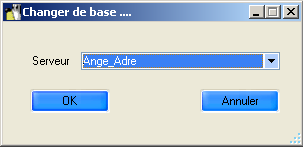 Changer de base ....
Serveur Ange_Adre
OK Annuler